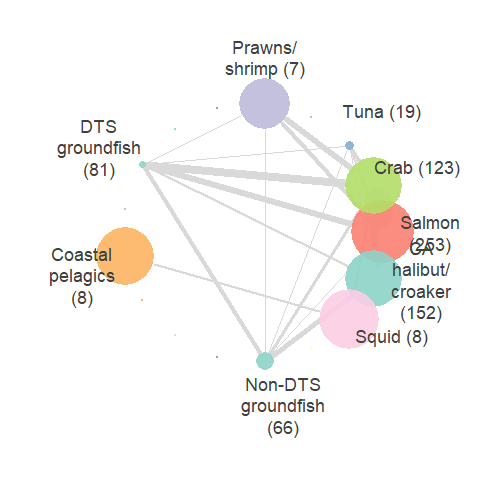 Prawns/
shrimp (7)
Tuna (19)
DTS
groundfish
(81)
Crab (123)
Salmon
(253)
CA
halibut/
croaker
(152)
Coastal
pelagics
(8)
Squid (8)
Non-DTS
groundfish
(66)